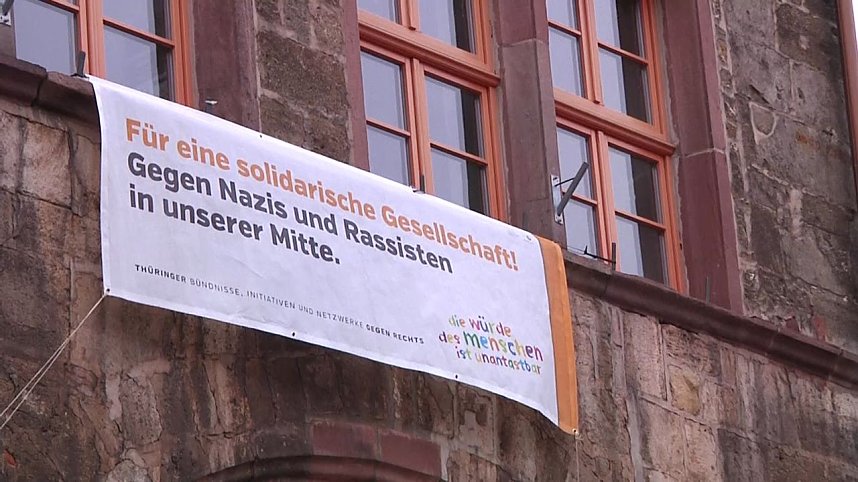 Für eine solidarische Gesellschaft!
Gegen Nazis und Rassisten
in unserer Mitte.
THÜRINGER BÜNDNISSE, INITIATIVEN UND NETZWERKE GEGEN RECHTS
die würde
des menschen
ist unantastbar